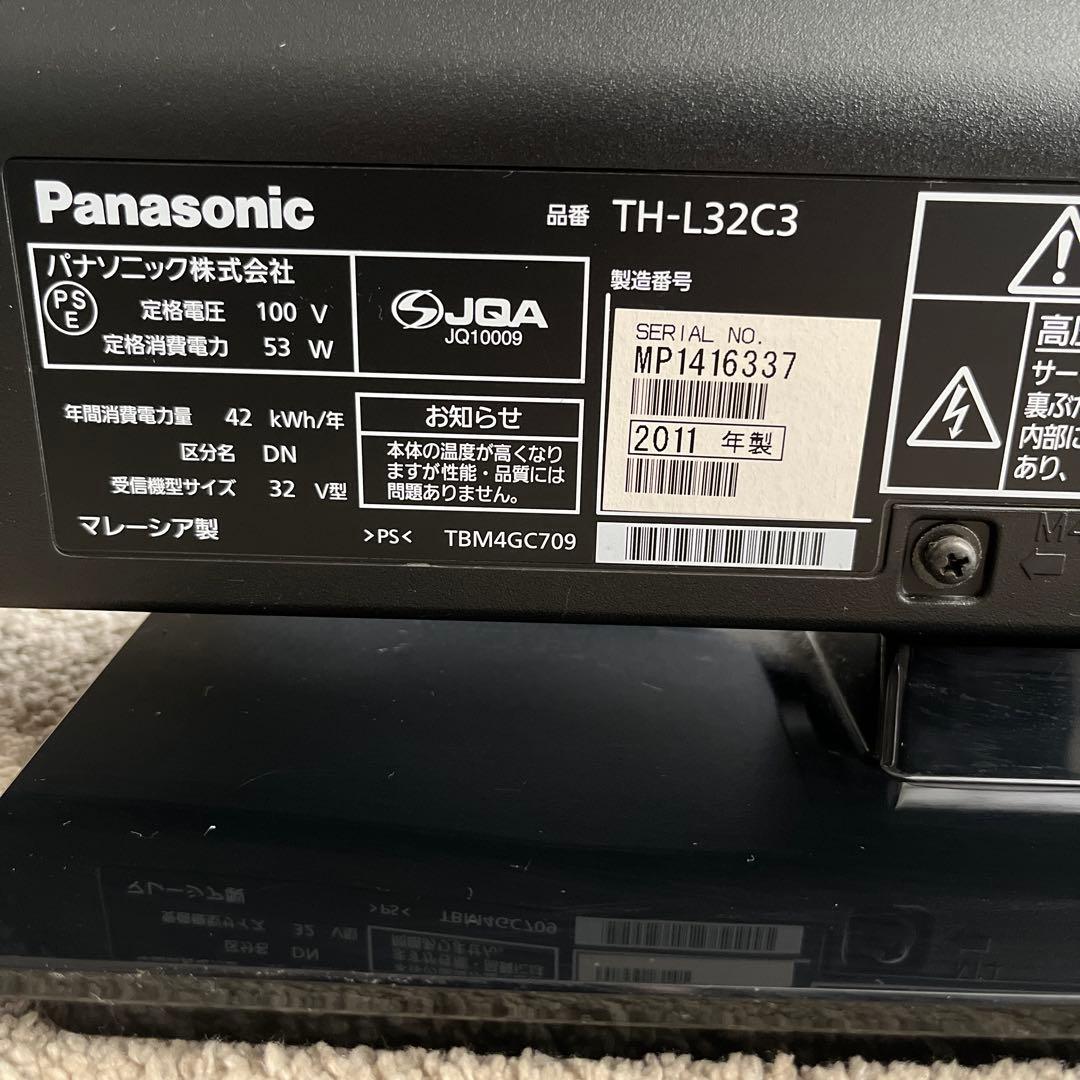 Panasonic
品番 TH-L32C3
パナソニック株式会社
PS
E
定格電圧 100 V
定格消費電力 53 W
JQA
JQ10009
年間消費電力量 42 kWh/年
区分名 DN
受信機型サイズ 32 V型
マレーシア製
お知らせ
本体の温度が高くなり
ますが性能・品質には
問題ありません。
>PS< TBM4GC709
製造番号
SERIAL NO.
MP1416337
2011 年製
高
サー
裏ぶた
内部に
あり、
M4